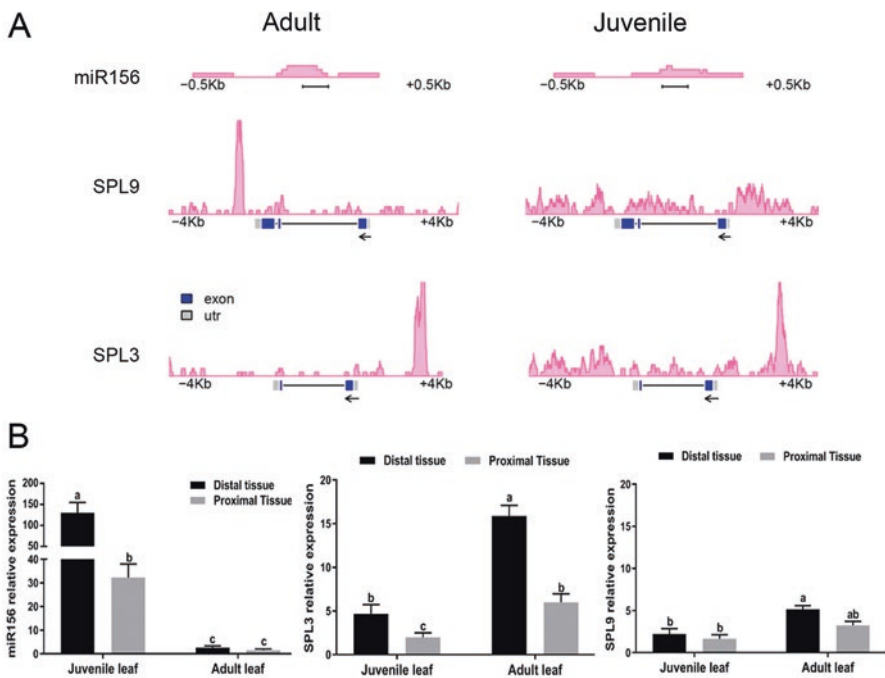 A
Adult Juvenile
miR156
−0.5Kb +0.5Kb −0.5Kb +0.5Kb
SPL9
−4Kb +4Kb −4Kb +4Kb
exon
utr
SPL3
−4Kb +4Kb −4Kb +4Kb
B
miR156 relative expression
150
100
50
40
30
20
10
0
a
b
c c
Distal tissue
Proximal Tissue
Juvenile leaf Adult leaf
Distal tissue Proximal Tissue
SPL3 relative expression
20
15
10
5
0
b
c
a
b
Juvenile leaf Adult leaf
Distal tissue Proximal Tissue
SPL9 relative expression
20
15
10
5
0
b b
a
ab
Juvenile leaf Adult leaf